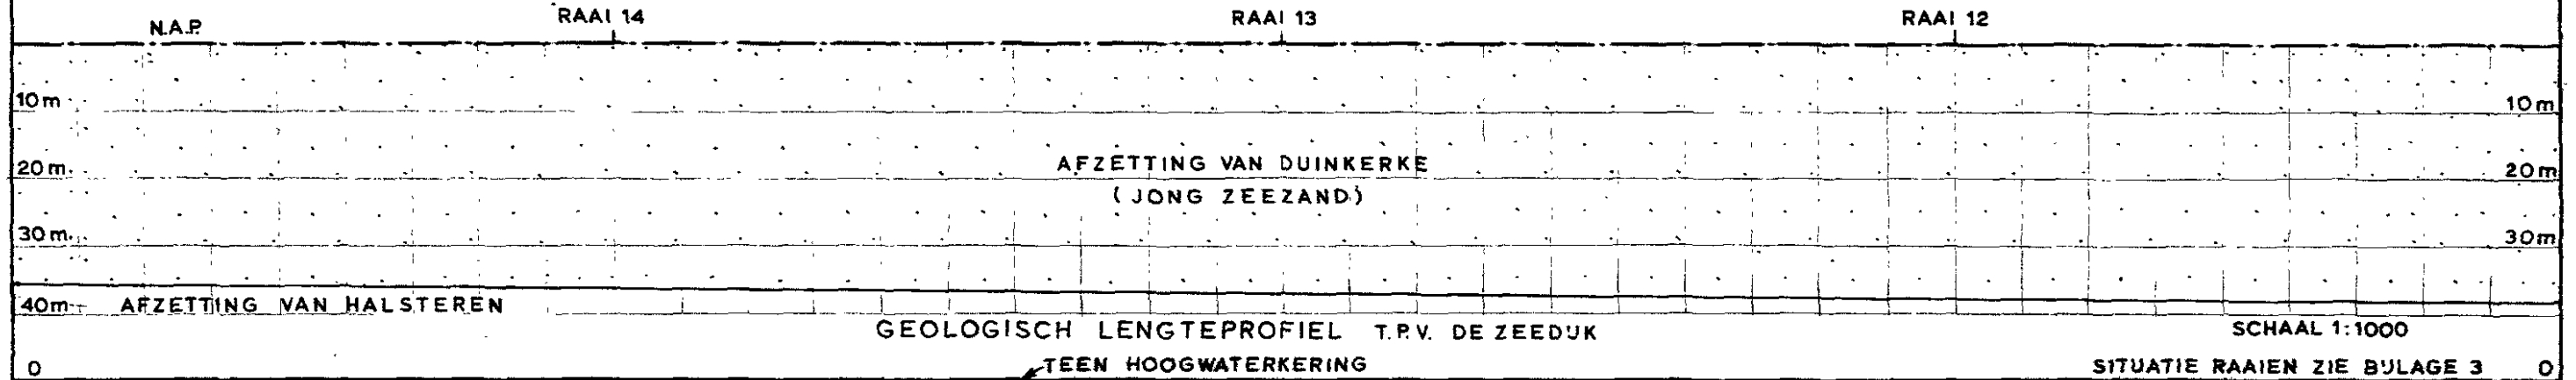 RAAI 14 RAAI 13 RAAI 12
N.A.P.
10m 10m
20m. AFZETTING VAN DUINKERKE 20m
(JONG ZEEZAND)
30m. 30m
40m AFZETTING VAN HALSTEREN
GEOLOGISCH LENGTEPROFIEL T.P.V. DE ZEEDIJK SCHAAL 1:1000
0 TEEN HOOGWATERKERING SITUATIE RAAIEN ZIE BIJLAGE 3 0